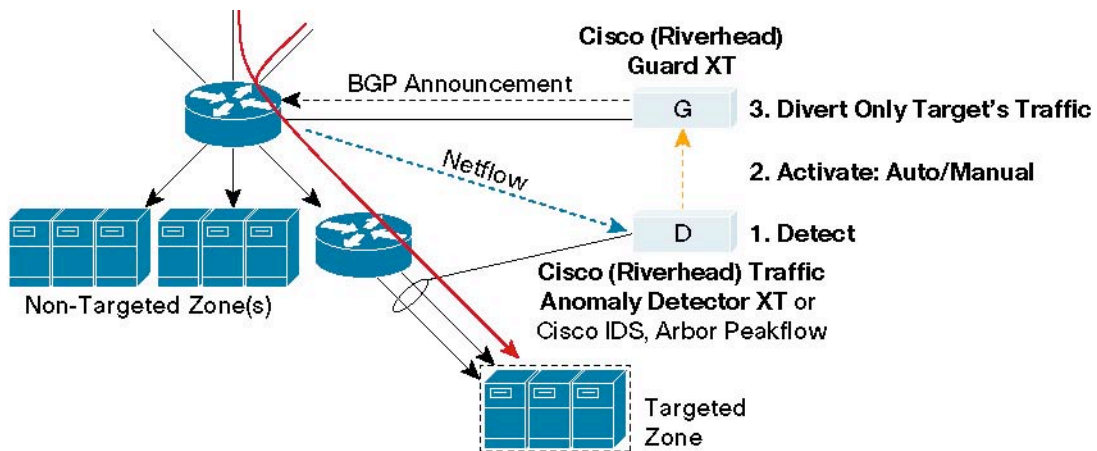 Cisco (Riverhead)
Guard XT
BGP Announcement
G
3. Divert Only Target's Traffic
Netflow
2. Activate: Auto/Manual
D
1. Detect
Cisco (Riverhead) Traffic
Anomaly Detector XT or
Cisco IDS, Arbor Peakflow
Non-Targeted Zone(s)
Targeted
Zone